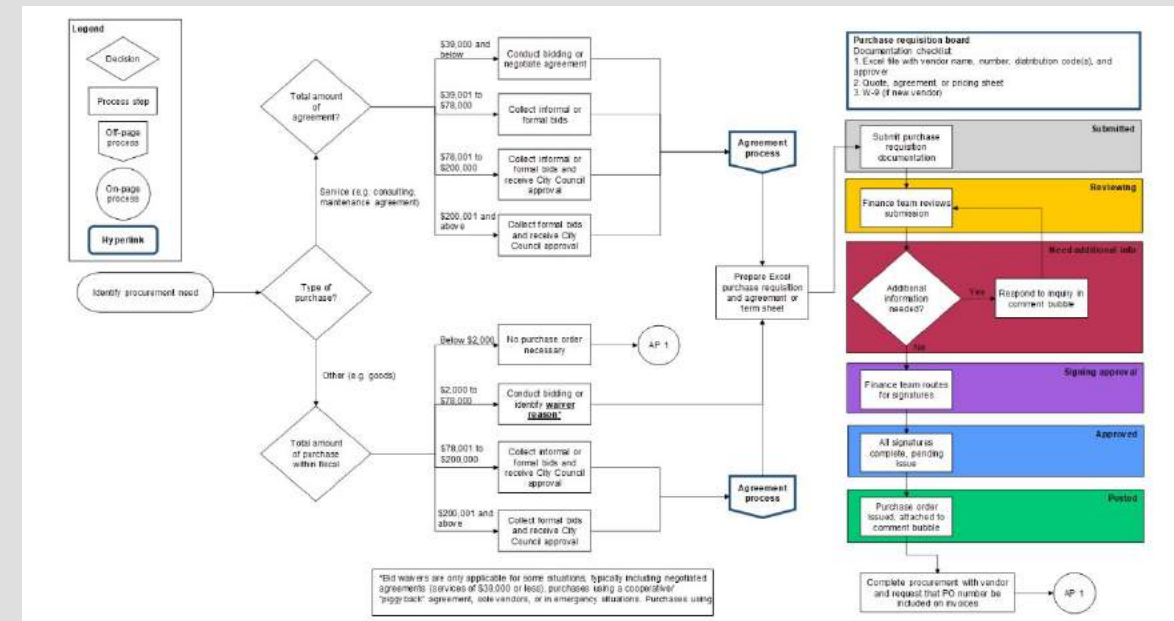 Legend
Decision
Process step
Off-page
process
On-page
process
Hyperlink
Identify procurement need
Type of
purchase?
Service (e.g. consulting,
maintenance agreement)
Other (e.g. goods)
Total amount
of
agreement?
$39,000 and
below
Conduct bidding or
negotiate agreement
$39,001 to
$78,000
Collect informal or
formal bids
$78,001 to
$200,000
Collect informal or
formal bids and
receive City Council
approval
$200,001 and
above
Collect formal bids
and receive City
Council approval
Agreement
process
Total amount
of purchase
within fiscal
Below $2,000
No purchase order
necessary
AP 1
$2,000 to
$78,000
Conduct bidding or
identify waiver
reason*
$78,001 to
$200,000
Collect informal or
formal bids and
receive City Council
approval
$200,001 and
above
Collect formal bids
and receive City
Council approval
Agreement
process
Prepare Excel
purchase requisition
and agreement or
term sheet
*Bid waivers are only applicable for some situations, typically including negotiated
agreements (services of $39,000 or less), purchases using a cooperative/
"piggyback" agreement, sole vendors, or in emergency situations. Purchases using
Purchase requisition board
Documentation checklist
1. Excel file with vendor name, number, distribution code(s), and
approver
2. Quote, agreement, or pricing sheet
3. W-9 (if new vendor)
Submitted
Submit purchase
requisition
documentation
Reviewing
Finance team reviews
submission
Need additional info
Additional
information
needed?
Yes
Respond to inquiry in
comment bubble
No
Signing approval
Finance team routes
for signatures
Approved
All signatures
complete, pending
issue
Posted
Purchase order
issued, attached to
comment bubble
Complete procurement with vendor
and request that PO number be
included on invoices
AP 1